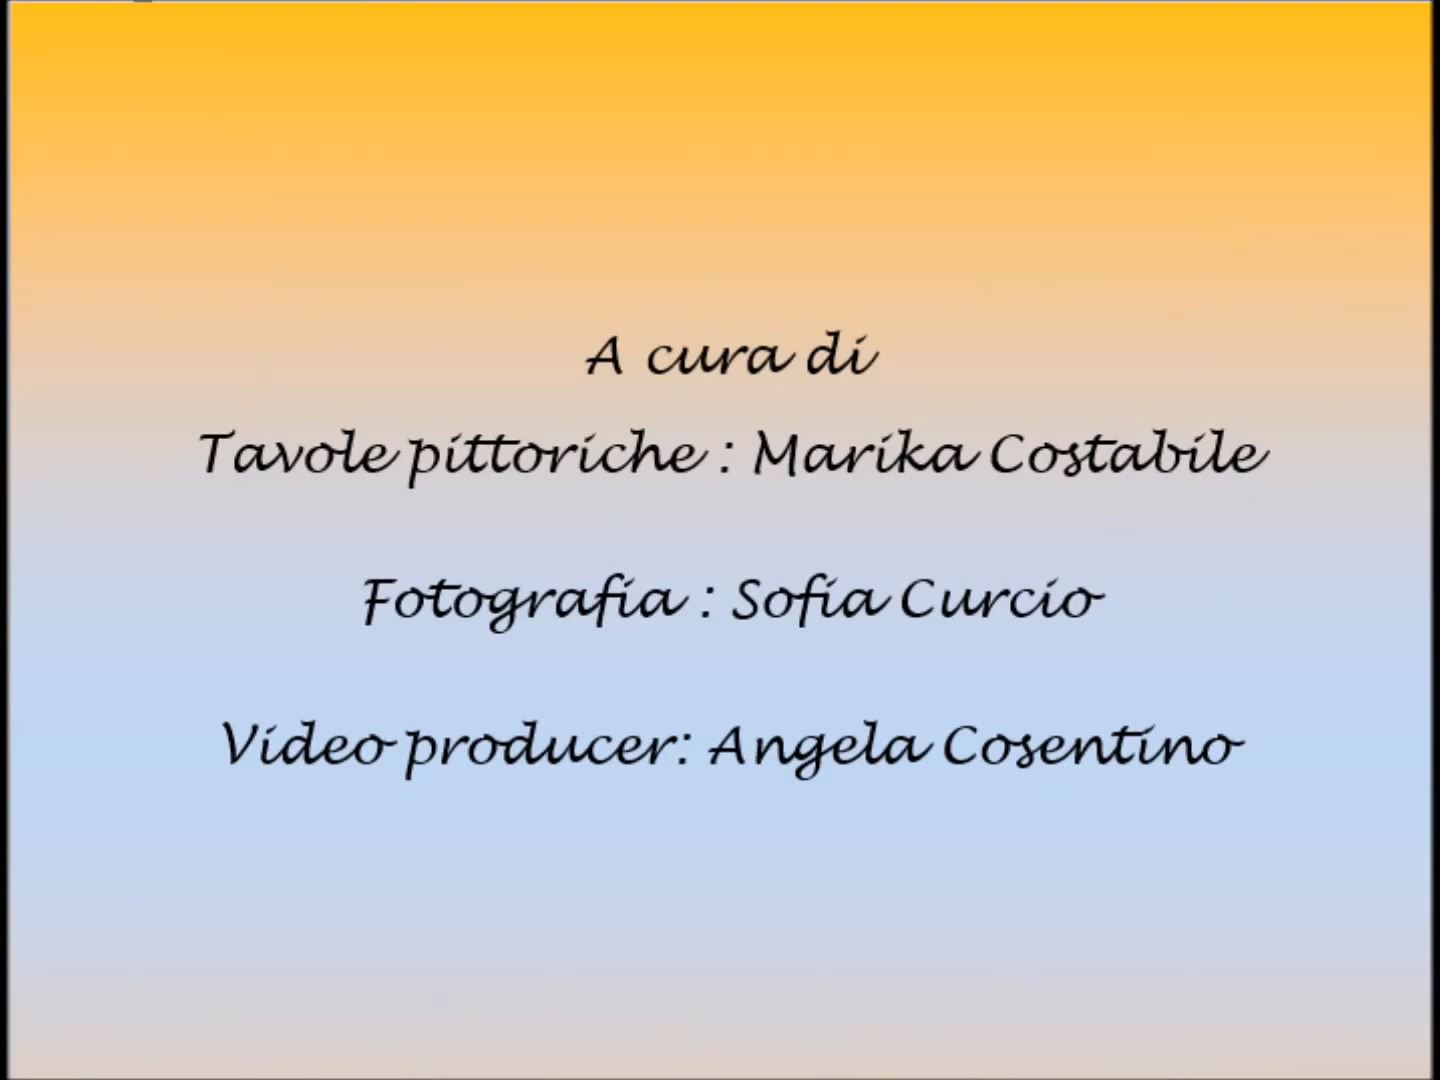 A cura di
Tavole pittoriche : Marika Costabile
Fotografia : Sofia Curcio
Video producer: Angela Cosentino